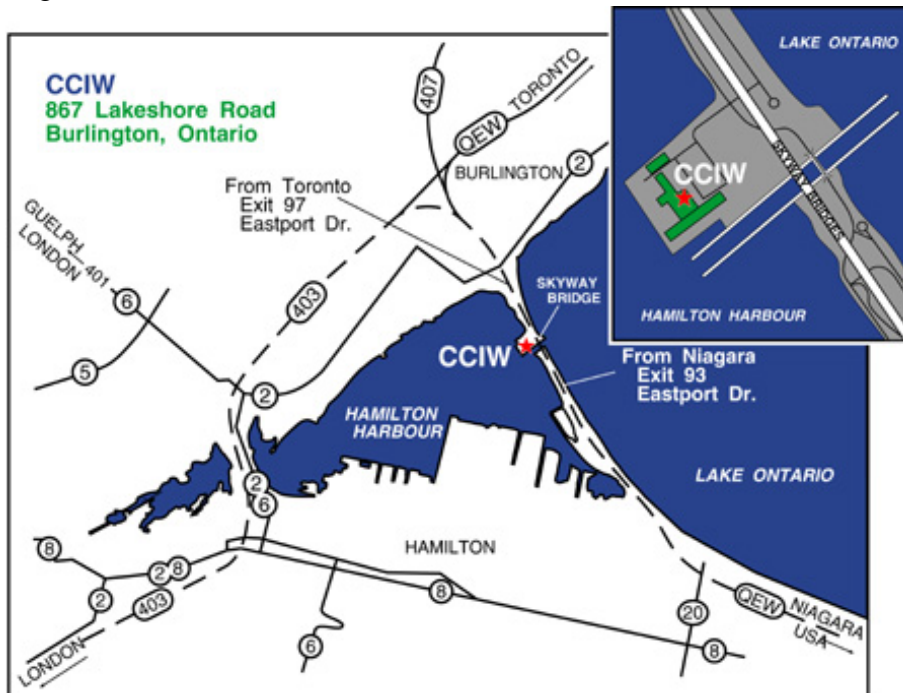 CCIW
867 Lakeshore Road
Burlington, Ontario
407
QEW
TORONTO
BURLINGTON
2
From Toronto
Exit 97
Eastport Dr.
GUELPH
401
LONDON
6
403
5
2
SKYWAY
BRIDGE
CCIW
From Niagara
Exit 93
Eastport Dr.
HAMILTON
HARBOUR
LAKE ONTARIO
2
6
HAMILTON
8
2
8
2
403
LONDON
6
8
20
8
QEW
NIAGARA
USA
LAKE ONTARIO
CCIW
SKYWAY BRIDGES
HAMILTON HARBOUR